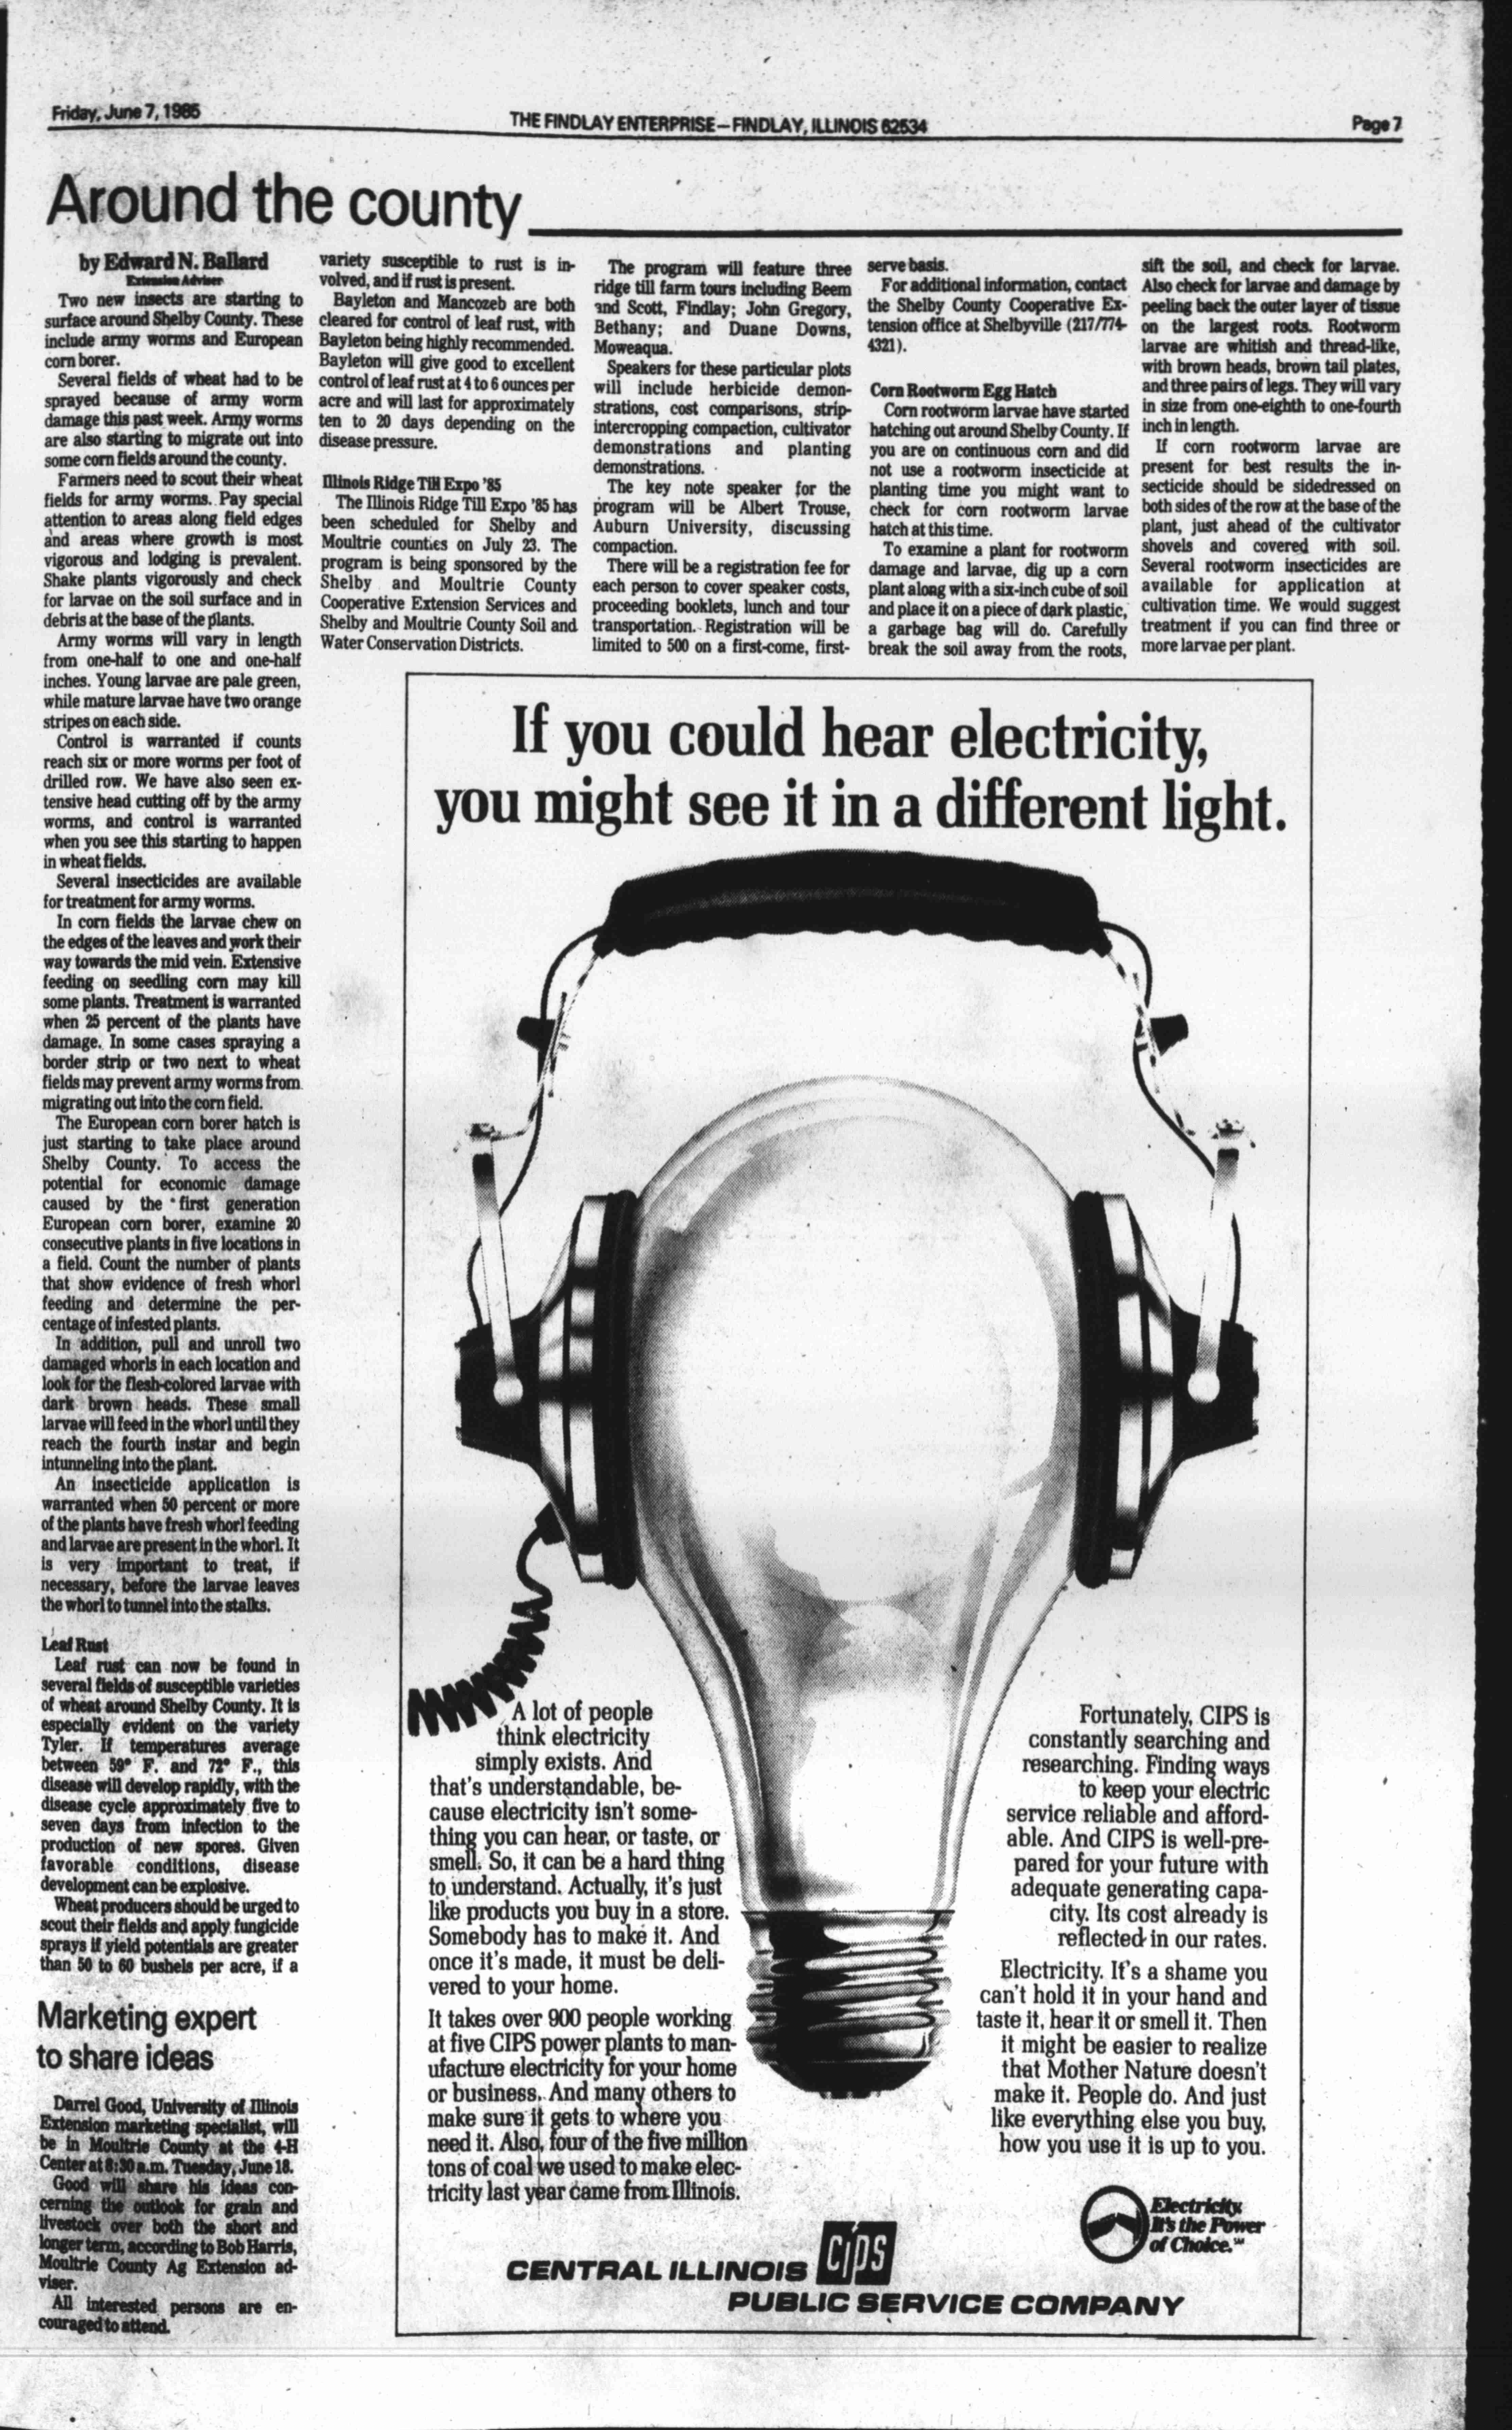 Friday, June 7, 1985
THE FINDLAY ENTERPRISE—FINDLAY, ILLINOIS 62534
Page 7
Around the county
by Edward N. Ballard
Extension Adviser
Two new insects are starting to
surface around Shelby County. These
include army worms and European
corn borer.
Several fields of wheat had to be
sprayed because of army worm
damage this past week. Army worms
are also starting to migrate out into
some corn fields around the county.
Farmers need to scout their wheat
fields for army worms. Pay special
attention to areas along field edges
and areas where growth is most
vigorous and lodging is prevalent.
Shake plants vigorously and check
for larvae on the soil surface and in
debris at the base of the plants.
Army worms will vary in length
from one-half to one and one-half
inches. Young larvae are pale green,
while mature larvae have two orange
stripes on each side.
Control is warranted if counts
reach six or more worms per foot of
drilled row. We have also seen ex-
tensive head cutting off by the army
worms, and control is warranted
when you see this starting to happen
in wheat fields.
Several insecticides are available
for treatment for army worms.
In corn fields the larvae chew on
the edges of the leaves and work their
way towards the mid vein. Extensive
feeding on seedling corn may kill
some plants. Treatment is warranted
when 25 percent of the plants have
damage. In some cases spraying a
border strip or two next to wheat
fields may prevent army worms from
migrating out into the corn field.
The European corn borer hatch is
just starting to take place around
Shelby County. To access the
potential for economic damage
caused by the first generation
European corn borer, examine 20
consecutive plants in five locations in
a field. Count the number of plants
that show evidence of fresh whorl
feeding and determine the per-
centage of infested plants.
In addition, pull and unroll two
damaged whorls in each location and
look for the flesh-colored larvae with
dark brown heads. These small
larvae will feed in the whorl until they
reach the fourth instar and begin
intunneling into the plant.
An insecticide application is
warranted when 50 percent or more
of the plants have fresh whorl feeding
and larvae are present in the whorl. It
is very important to treat, if
necessary, before the larvae leaves
the whorl to tunnel into the stalks.
Leaf Rust
Leaf rust can now be found in
several fields of susceptible varieties
of wheat around Shelby County. It is
especially evident on the variety
Tyler. If temperatures average
between 59° F. and 72° F., this
disease will develop rapidly, with the
disease cycle approximately five to
seven days from infection to the
production of new spores. Given
favorable conditions, disease
development can be explosive.
Wheat producers should be urged to
scout their fields and apply fungicide
sprays if yield potentials are greater
than 50 to 60 bushels per acre, if a
variety susceptible to rust is in-
volved, and if rust is present.
Bayleton and Mancozeb are both
cleared for control of leaf rust, with
Bayleton being highly recommended.
Bayleton will give good to excellent
control of leaf rust at 4 to 6 ounces per
acre and will last for approximately
ten to 20 days depending on the
disease pressure.
Illinois Ridge Till Expo '85
The Illinois Ridge Till Expo '85 has
been scheduled for Shelby and
Moultrie counties on July 23. The
program is being sponsored by the
Shelby and Moultrie County
Cooperative Extension Services and
Shelby and Moultrie County Soil and
Water Conservation Districts.
The program will feature three
ridge till farm tours including Beem
and Scott, Findlay; John Gregory,
Bethany; and Duane Downs,
Moweaqua.
Speakers for these particular plots
will include herbicide demon-
strations, cost comparisons, strip-
intercropping compaction, cultivator
demonstrations and planting
demonstrations.
The key note speaker for the
program will be Albert Trouse,
Auburn University, discussing
compaction.
There will be a registration fee for
each person to cover speaker costs,
proceeding booklets, lunch and tour
transportation. Registration will be
limited to 500 on a first-come, first-
serve basis.
For additional information, contact
the Shelby County Cooperative Ex-
tension office at Shelbyville (217/774-
4321).
Corn Rootworm Egg Hatch
Corn rootworm larvae have started
hatching out around Shelby County. If
you are on continuous corn and did
not use a rootworm insecticide at
planting time you might want to
check for corn rootworm larvae
hatch at this time.
To examine a plant for rootworm
damage and larvae, dig up a corn
plant along with a six-inch cube of soil
and place it on a piece of dark plastic,
a garbage bag will do. Carefully
break the soil away from the roots,
sift the soil, and check for larvae.
Also check for larvae and damage by
peeling back the outer layer of tissue
on the largest roots. Rootworm
larvae are whitish and thread-like,
with brown heads, brown tail plates,
and three pairs of legs. They will vary
in size from one-eighth to one-fourth
inch in length.
If corn rootworm larvae are
present for best results the in-
secticide should be sidedressed on
both sides of the row at the base of the
plant, just ahead of the cultivator
shovels and covered with soil.
Several rootworm insecticides are
available for application at
cultivation time. We would suggest
treatment if you can find three or
more larvae per plant.
Marketing expert
to share ideas
Darrel Good, University of Illinois
Extension marketing specialist, will
be in Moultrie County at the 4-H
Center at 8:30 a.m. Tuesday, June 18.
Good will share his ideas con-
cerning the outlook for grain and
livestock over both the short and
longer term, according to Bob Harris,
Moultrie County Ag Extension ad-
viser.
All interested persons are en-
couraged to attend.
If you could hear electricity,
you might see it in a different light.
A lot of people
think electricity
simply exists. And
that's understandable, be-
cause electricity isn't some-
thing you can hear, or taste, or
smell. So, it can be a hard thing
to understand. Actually, it's just
like products you buy in a store.
Somebody has to make it. And
once it's made, it must be deli-
vered to your home.
It takes over 900 people working
at five CIPS power plants to man-
ufacture electricity for your home
or business. And many others to
make sure it gets to where you
need it. Also, four of the five million
tons of coal we used to make elec-
tricity last year came from Illinois.
Fortunately, CIPS is
constantly searching and
researching. Finding ways
to keep your electric
service reliable and afford-
able. And CIPS is well-pre-
pared for your future with
adequate generating capa-
city. Its cost already is
reflected in our rates.
Electricity. It's a shame you
can't hold it in your hand and
taste it, hear it or smell it. Then
it might be easier to realize
that Mother Nature doesn't
make it. People do. And just
like everything else you buy,
how you use it is up to you.
Electricity.
It's the Power
of Choice.℠
CENTRAL ILLINOIS
CIPS
PUBLIC SERVICE COMPANY